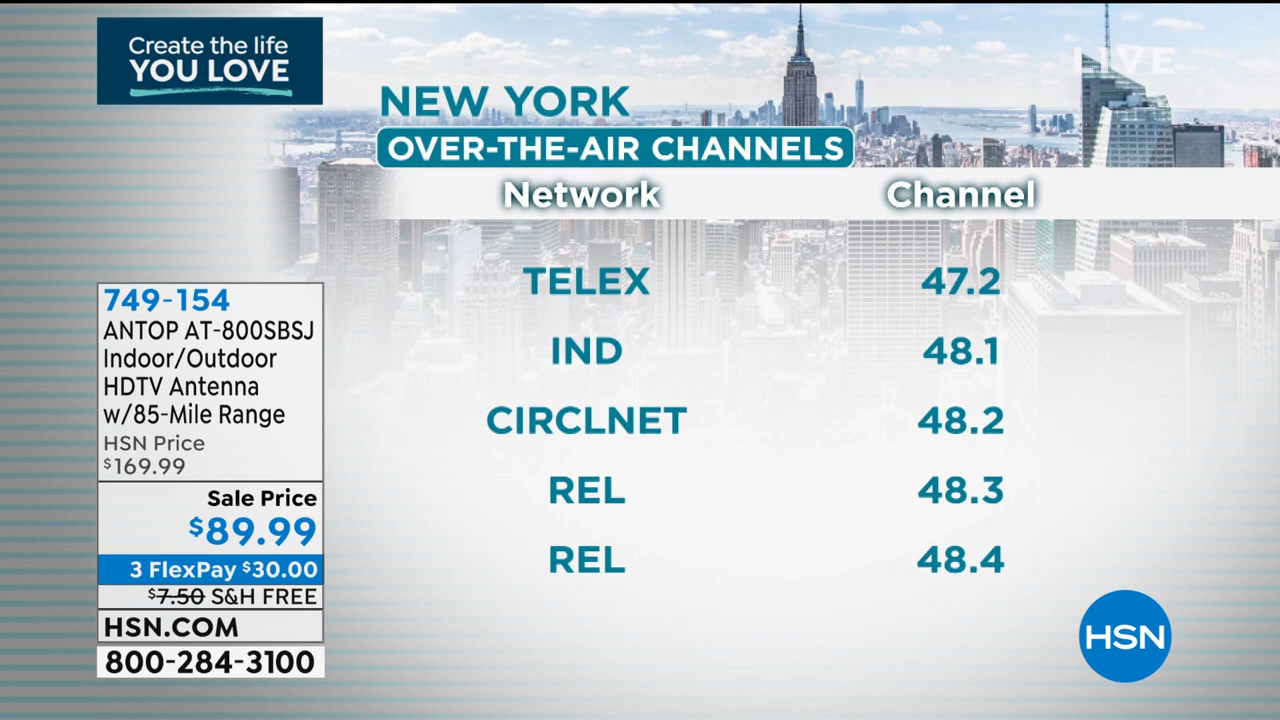 Create the life
YOU LOVE
LIVE
NEW YORK
OVER-THE-AIR CHANNELS
Network Channel
TELEX 47.2
IND 48.1
CIRCLNET 48.2
REL 48.3
REL 48.4
749-154
ANTOP AT-800SBSJ
Indoor/Outdoor
HDTV Antenna
w/85-Mile Range
HSN Price
$169.99
Sale Price
$89.99
3 FlexPay $30.00
$7.50 S&H FREE
HSN.COM
800-284-3100
HSN